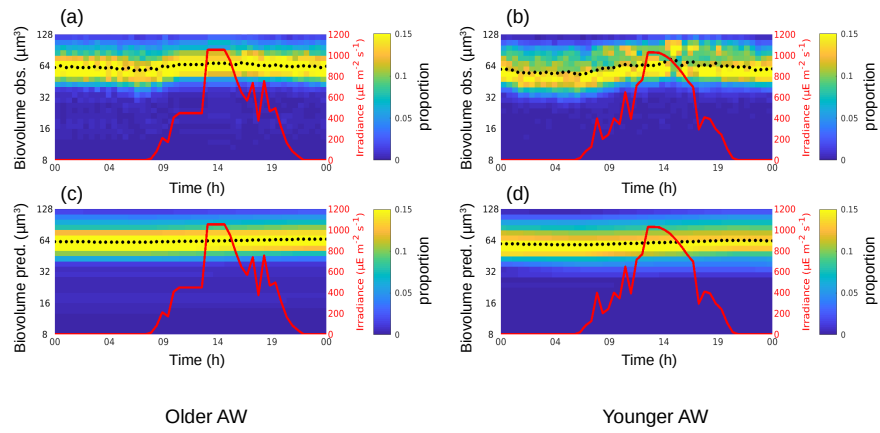 (a)
128
64
32
16
8
Biovolume obs. (μm³)
00 04 09 14 19 00
Time (h)
1200
1000
800
600
400
200
0
Irradiance (μE m⁻² s⁻¹)
0.15
0.1
0.05
0
proportion
(b)
128
64
32
16
8
Biovolume obs. (μm³)
00 04 09 14 19 00
Time (h)
1200
1000
800
600
400
200
0
Irradiance (μE m⁻² s⁻¹)
0.15
0.1
0.05
0
proportion
(c)
128
64
32
16
8
Biovolume pred. (μm³)
00 04 09 14 19 00
Time (h)
1200
1000
800
600
400
200
0
Irradiance (μE m⁻² s⁻¹)
0.15
0.1
0.05
0
proportion
(d)
128
64
32
16
8
Biovolume pred. (μm³)
00 04 09 14 19 00
Time (h)
1200
1000
800
600
400
200
0
Irradiance (μE m⁻² s⁻¹)
0.15
0.1
0.05
0
proportion
Older AW
Younger AW